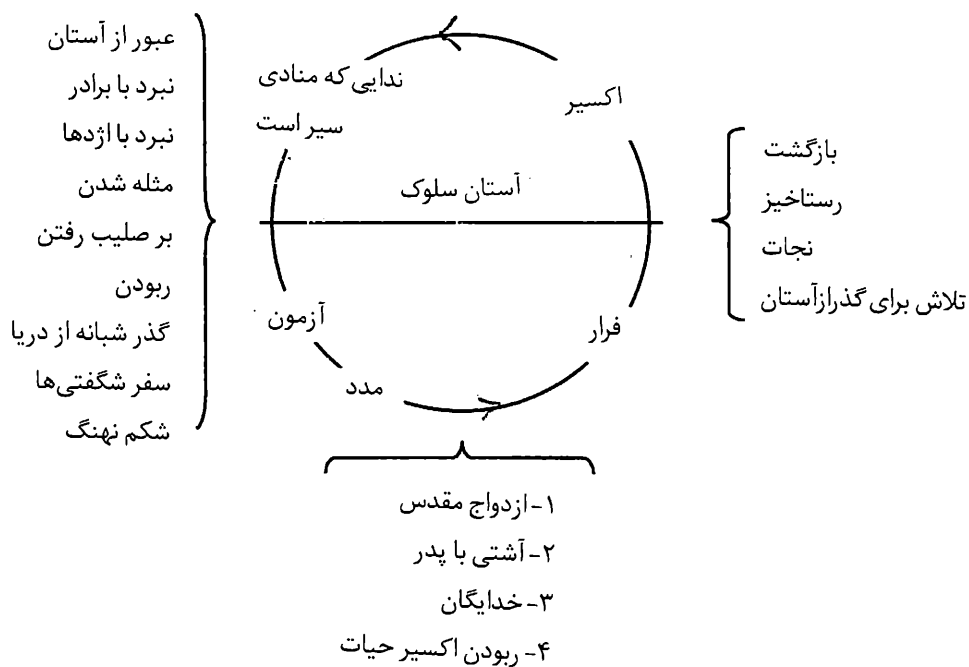 عبور از آستان
نبرد با برادر
نبرد با اژدها
مثله شدن
بر صلیب رفتن
ربودن
گذر شبانه از دریا
سفر شگفتی‌ها
شکم نهنگ
ندایی که منادی
سیر است
اکسیر
آستان سلوک
آزمون
مدد
فرار
بازگشت
رستاخیز
نجات
تلاش برای گذرازآستان
۱- ازدواج مقدس
۲- آشتی با پدر
۳- خدایگان
۴- ربودن اکسیر حیات